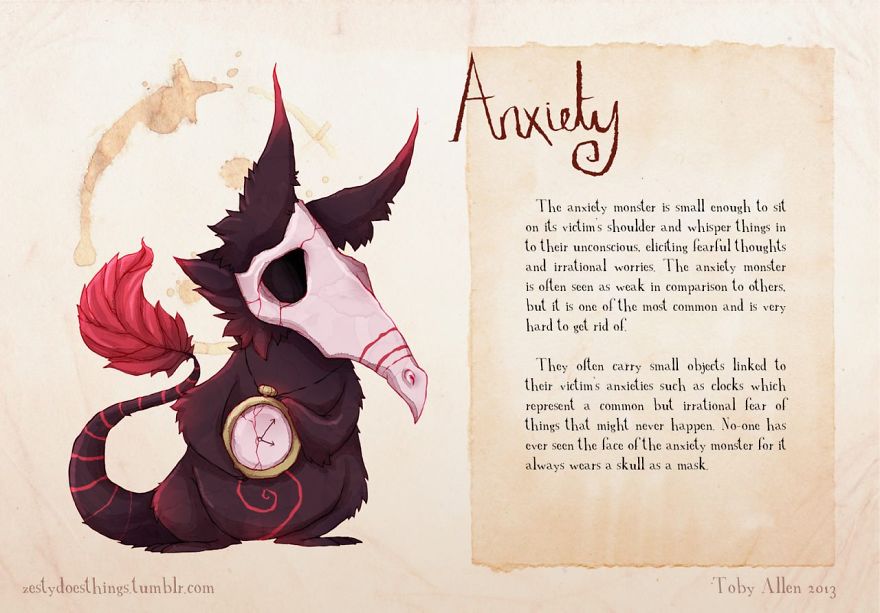 Anxiety
The anxiety monster is small enough to sit
on its victim's shoulder and whisper things in
to their unconscious, eliciting fearful thoughts
and irrational worries. The anxiety monster
is often seen as weak in comparison to others,
but it is one of the most common and is very
hard to get rid of.
They often carry small objects linked to
their victim's anxieties such as clocks which
represent a common but irrational fear of
things that might never happen. No-one has
ever seen the face of the anxiety monster for it
always wears a skull as a mask.
zestydoesthings.tumblr.com
Toby Allen 2013